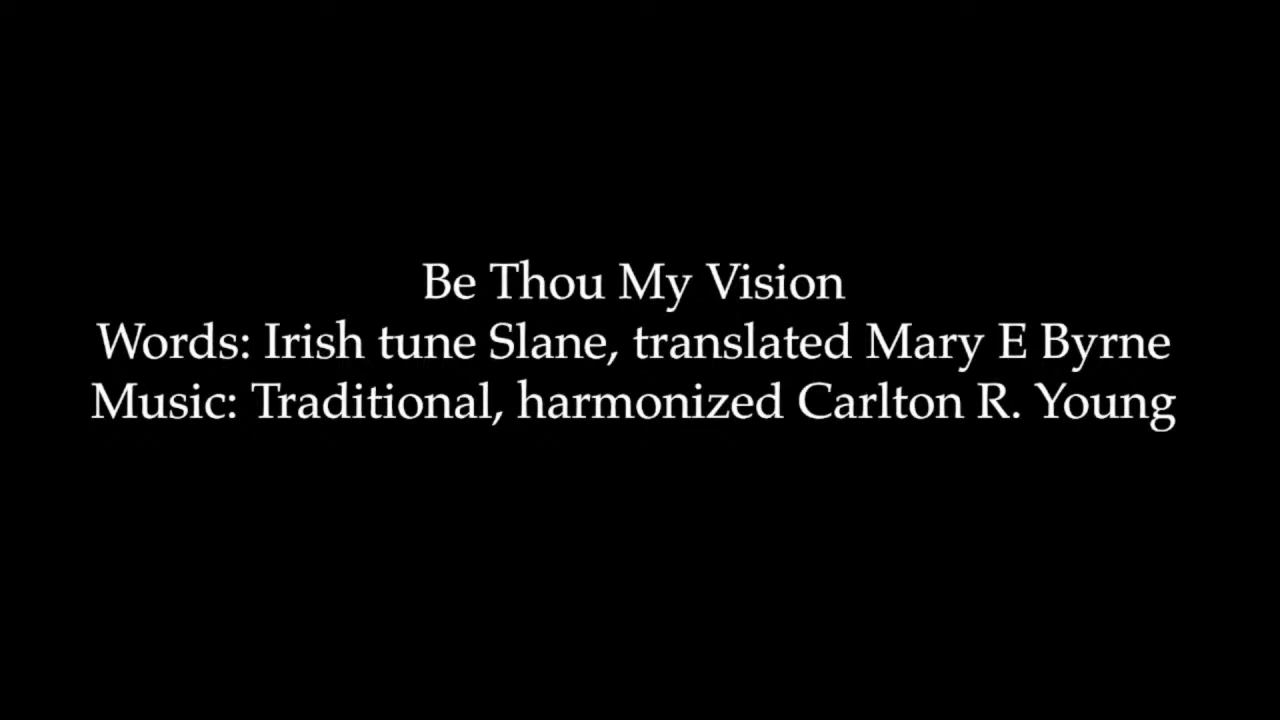 Be Thou My Vision
Words: Irish tune Slane, translated Mary E Byrne
Music: Traditional, harmonized Carlton R. Young